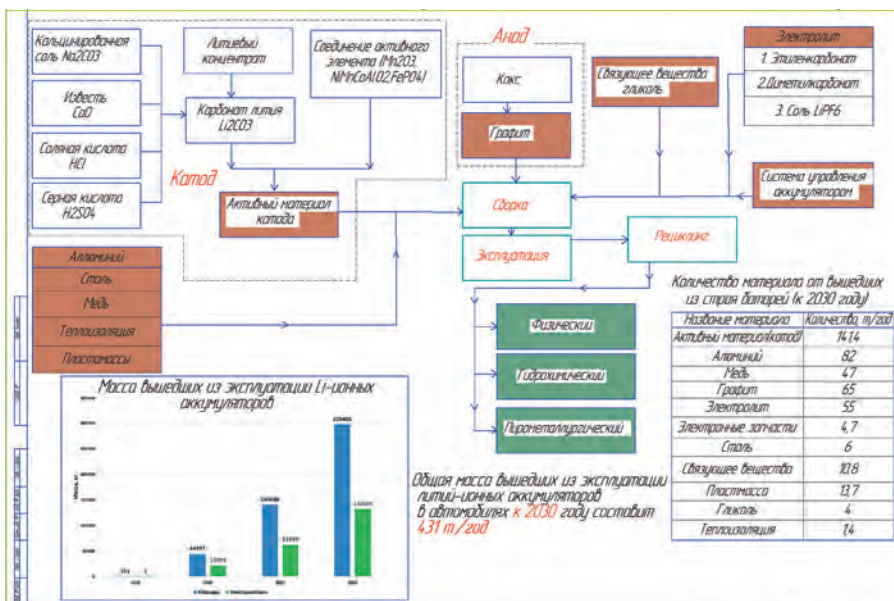 Кальцинированная
соль Na2CO3
Известь
CaO
Соляная кислота
HCl
Серная кислота
H2SO4
Литиевый
концентрат
Карбонат лития
Li2CO3
Соединение активного
элемента (Mn2O3,
NiMnCoAlO2,FePO4)
Катод
Активный материал
катода
Анод
Кокс
Графит
Связующее вещества
гликоль
Электролит
1. Этиленкарбонат
2.Диметилкарбонат
3. Соль LiPF6
Система управления
аккумулятором
Сборка
Эксплуатация
Рециклинг
Физический
Гидрохимический
Пирометаллургический
Аллюминий
Сталь
Медь
Теплоизоляция
Пластмассы
Масса вышедших из эксплуатации Li-ионных
аккумуляторов
Общая масса вышедших из эксплуатации
литий-ионных аккумуляторов
в автомобилях к 2030 году составит
431 т/год
Количества материала от вышедших
из строя батарей (к 2030 году)
Название материала Количество, т/год
Активный материал(катод) 141,4
Алюминий 82
Медь 47
Графит 65
Электролит 55
Электронные запчасти 4,7
Сталь 6
Связующее вещества 10,8
Пластмасса 13,7
Гликоль 4
Теплоизоляция 1,4